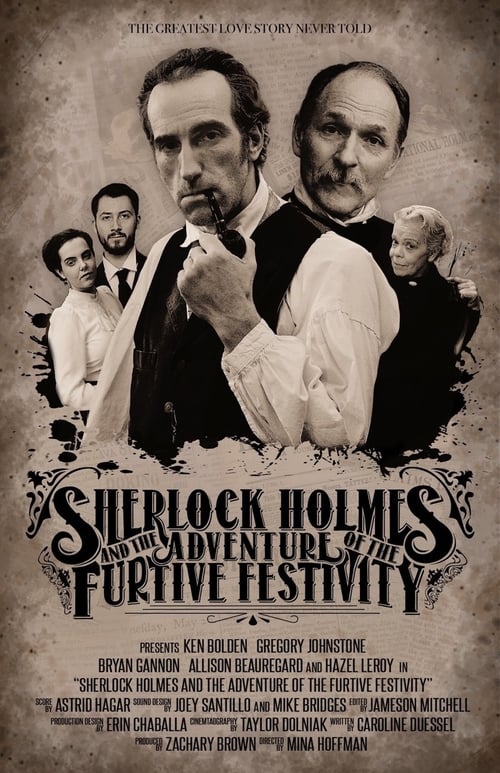 THE GREATEST LOVE STORY NEVER TOLD
SHERLOCK HOLMES
AND THE ADVENTURE OF THE
FURTIVE FESTIVITY
PRESENTS KEN BOLDEN GREGORY JOHNSTONE
BRYAN GANNON ALLISON BEAUREGARD AND HAZEL LEROY IN
"SHERLOCK HOLMES AND THE ADVENTURE OF THE FURTIVE FESTIVITY"
SCORE BY ASTRID HAGAR SOUND DESIGN BY JOEY SANTILLO AND MIKE BRIDGES EDITED BY JAMESON MITCHELL
PRODUCTION DESIGN BY ERIN CHABALLA CINEMTADGRAPHY BY TAYLOR DOLNIAK WRITTEN BY CAROLINE DUESSEL
PRODUCED BY ZACHARY BROWN DIRECTED BY MINA HOFFMAN